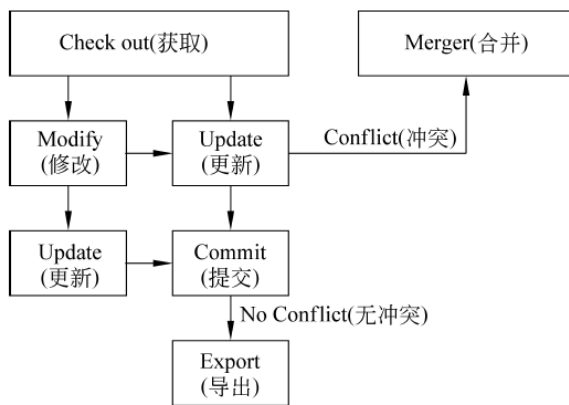 Check out(获取)
Merger(合并)
Modify
(修改)
Update
(更新)
Conflict(冲突)
Update
(更新)
Commit
(提交)
No Conflict(无冲突)
Export
(导出)